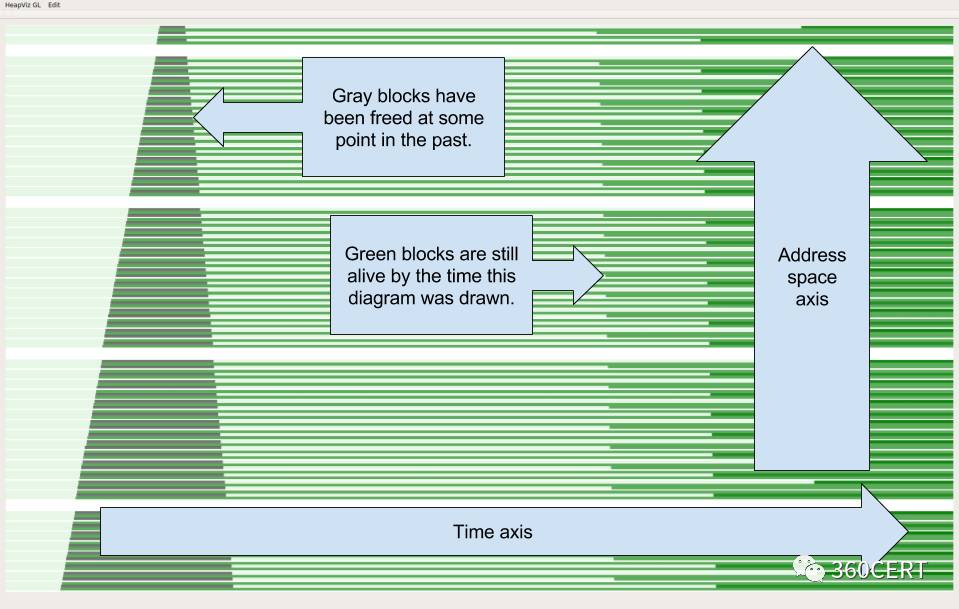 HeapViz GL Edit
Gray blocks have
been freed at some
point in the past.
Green blocks are still
alive by the time this
diagram was drawn.
Address
space
axis
Time axis
360CERT